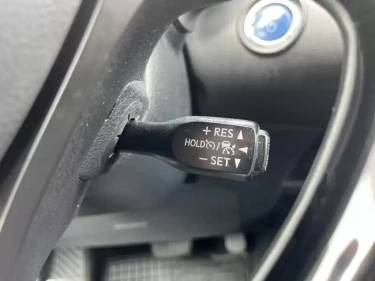 + RES ▲
HOLD /
− SET ▼